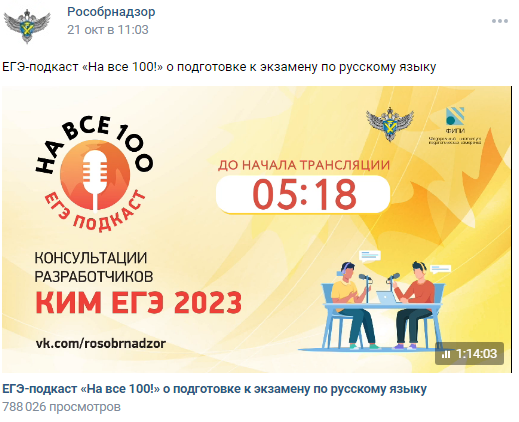 Рособрнадзор
21 окт в 11:03
ЕГЭ-подкаст «На все 100!» о подготовке к экзамену по русскому языку
НА ВСЕ 100
ЕГЭ ПОДКАСТ
ФИПИ
ДО НАЧАЛА ТРАНСЛЯЦИИ
05:18
КОНСУЛЬТАЦИИ
РАЗРАБОТЧИКОВ
КИМ ЕГЭ 2023
vk.com/rosobrnadzor
1:14:03
ЕГЭ-подкаст «На все 100!» о подготовке к экзамену по русскому языку
788 026 просмотров